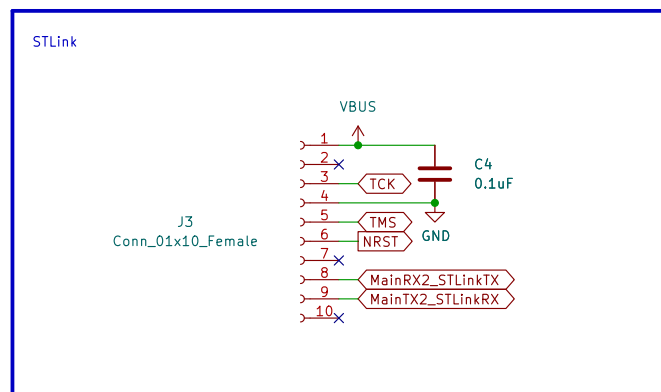 STLink
VBUS
1
2
3
TCK
4
5
TMS
6
NRST
7
8
MainRX2_STLinkTX
9
MainTX2_STLinkRX
10
J3
Conn_01x10_Female
C4
0.1uF
GND